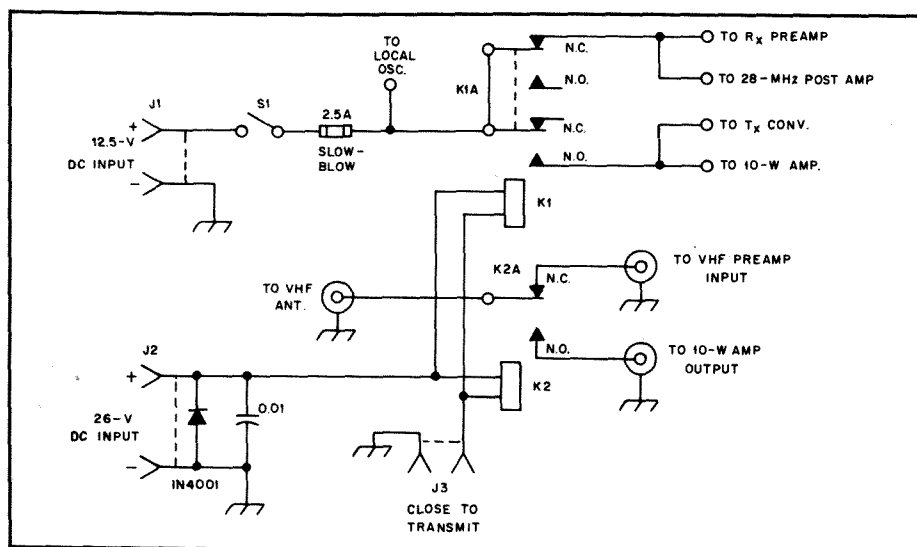 TO
LOCAL
OSC.
J1
+
12.5-V
DC INPUT
-
S1
2.5A
SLOW-
BLOW
K1A
N.C.
N.O.
N.C.
N.O.
TO Rx PREAMP
TO 28-MHz POST AMP
TO Tx CONV.
TO 10-W AMP.
K1
K2A
N.C.
N.O.
TO VHF
ANT.
TO VHF PREAMP
INPUT
TO 10-W AMP
OUTPUT
K2
J2
+
26-V
DC INPUT
-
1N4001
0.01
J3
CLOSE TO
TRANSMIT